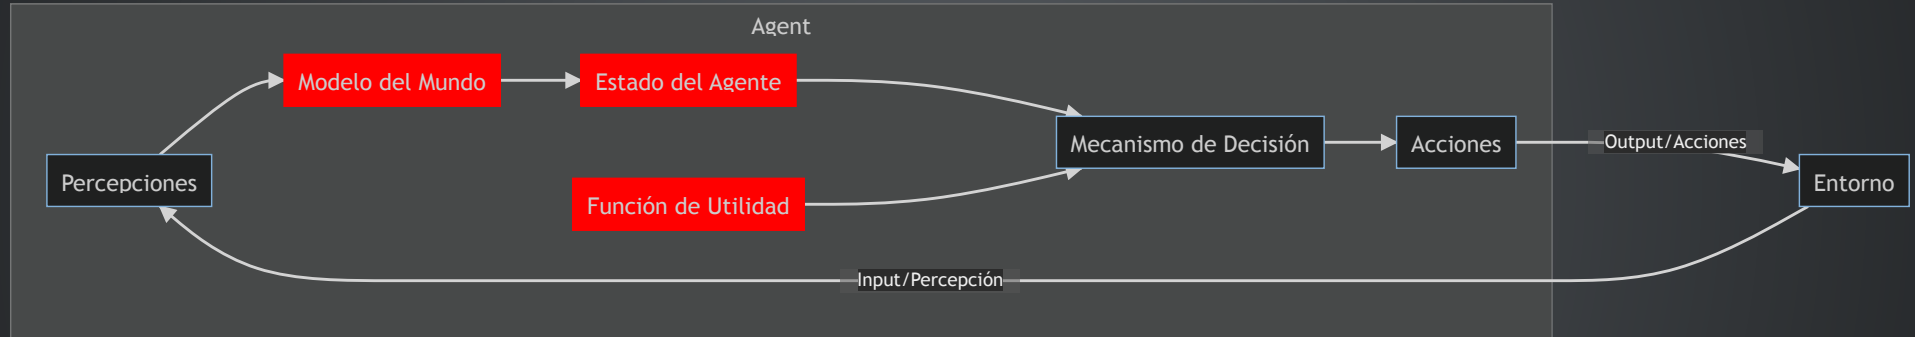 Agent
Modelo del Mundo
Estado del Agente
Percepciones
Función de Utilidad
Mecanismo de Decisión
Acciones
Output/Acciones
Entorno
Input/Percepción